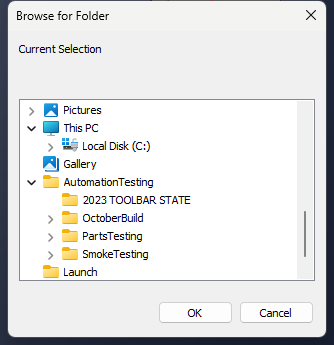 Browse for Folder
Current Selection
Pictures
This PC
Local Disk (C:)
Gallery
AutomationTesting
2023 TOOLBAR STATE
OctoberBuild
PartsTesting
SmokeTesting
Launch
OK Cancel